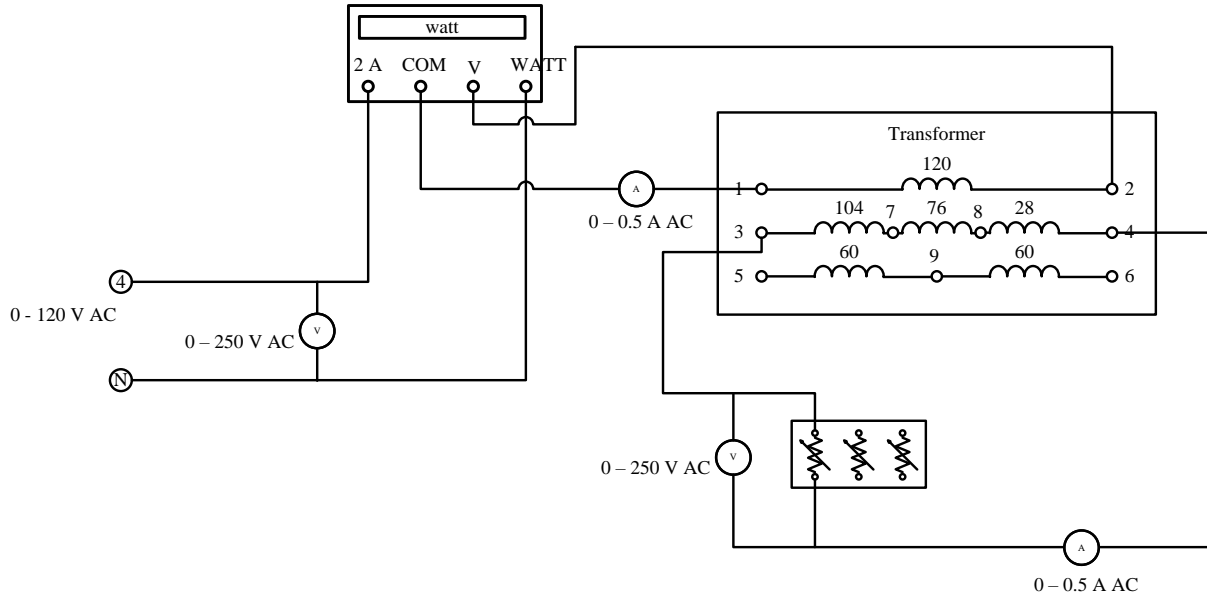 watt
2 A COM V WATT
Transformer
120
1 2
A
0 – 0.5 A AC
104 7 76 8 28
3 4
60 9 60
5 6
4
0 - 120 V AC
V
0 – 250 V AC
N
V
0 – 250 V AC
A
0 – 0.5 A AC